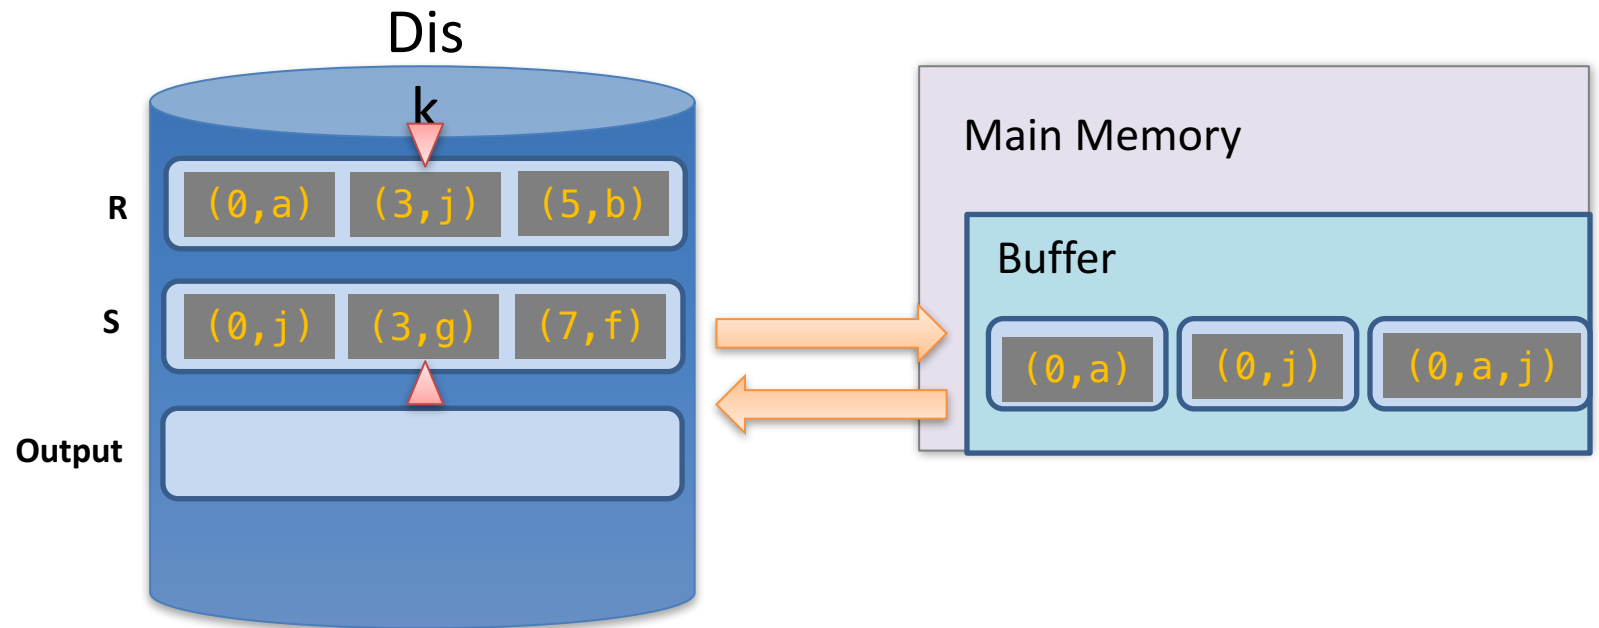 Dis
k
Main Memory
R
(0,a) (3,j) (5,b)
Buffer
S
(0,j) (3,g) (7,f)
(0,a) (0,j) (0,a,j)
Output